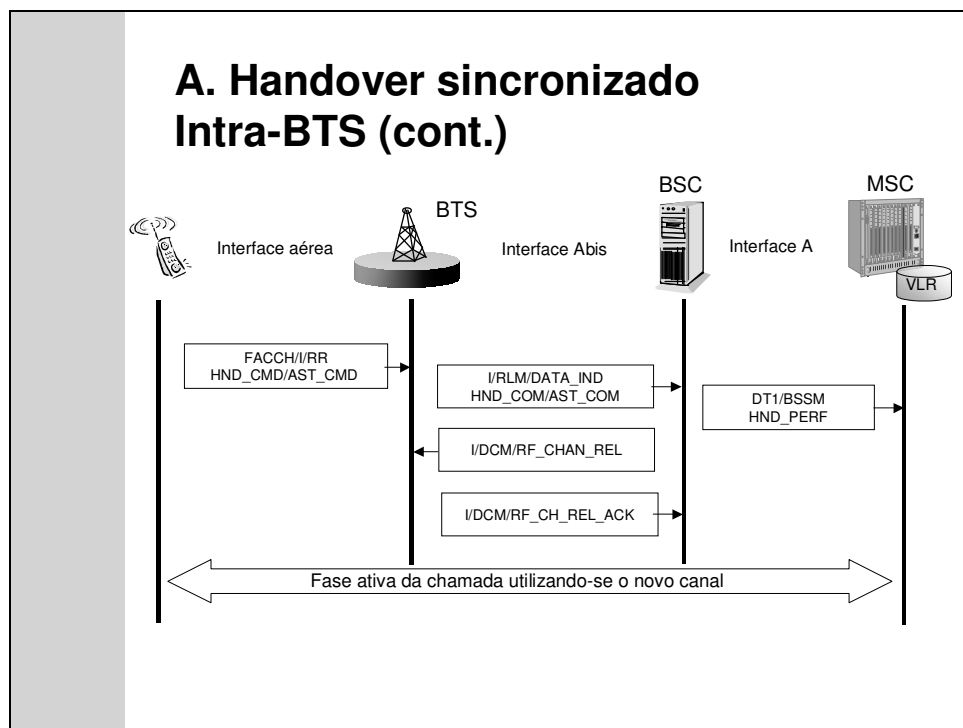 A. Handover sincronizado
Intra-BTS (cont.)
BSC
MSC
BTS
Interface aérea
Interface Abis
Interface A
VLR
FACCH/I/RR
HND_CMD/AST_CMD
I/RLM/DATA_IND
HND_COM/AST_COM
DT1/BSSM
HND_PERF
I/DCM/RF_CHAN_REL
I/DCM/RF_CH_REL_ACK
Fase ativa da chamada utilizando-se o novo canal